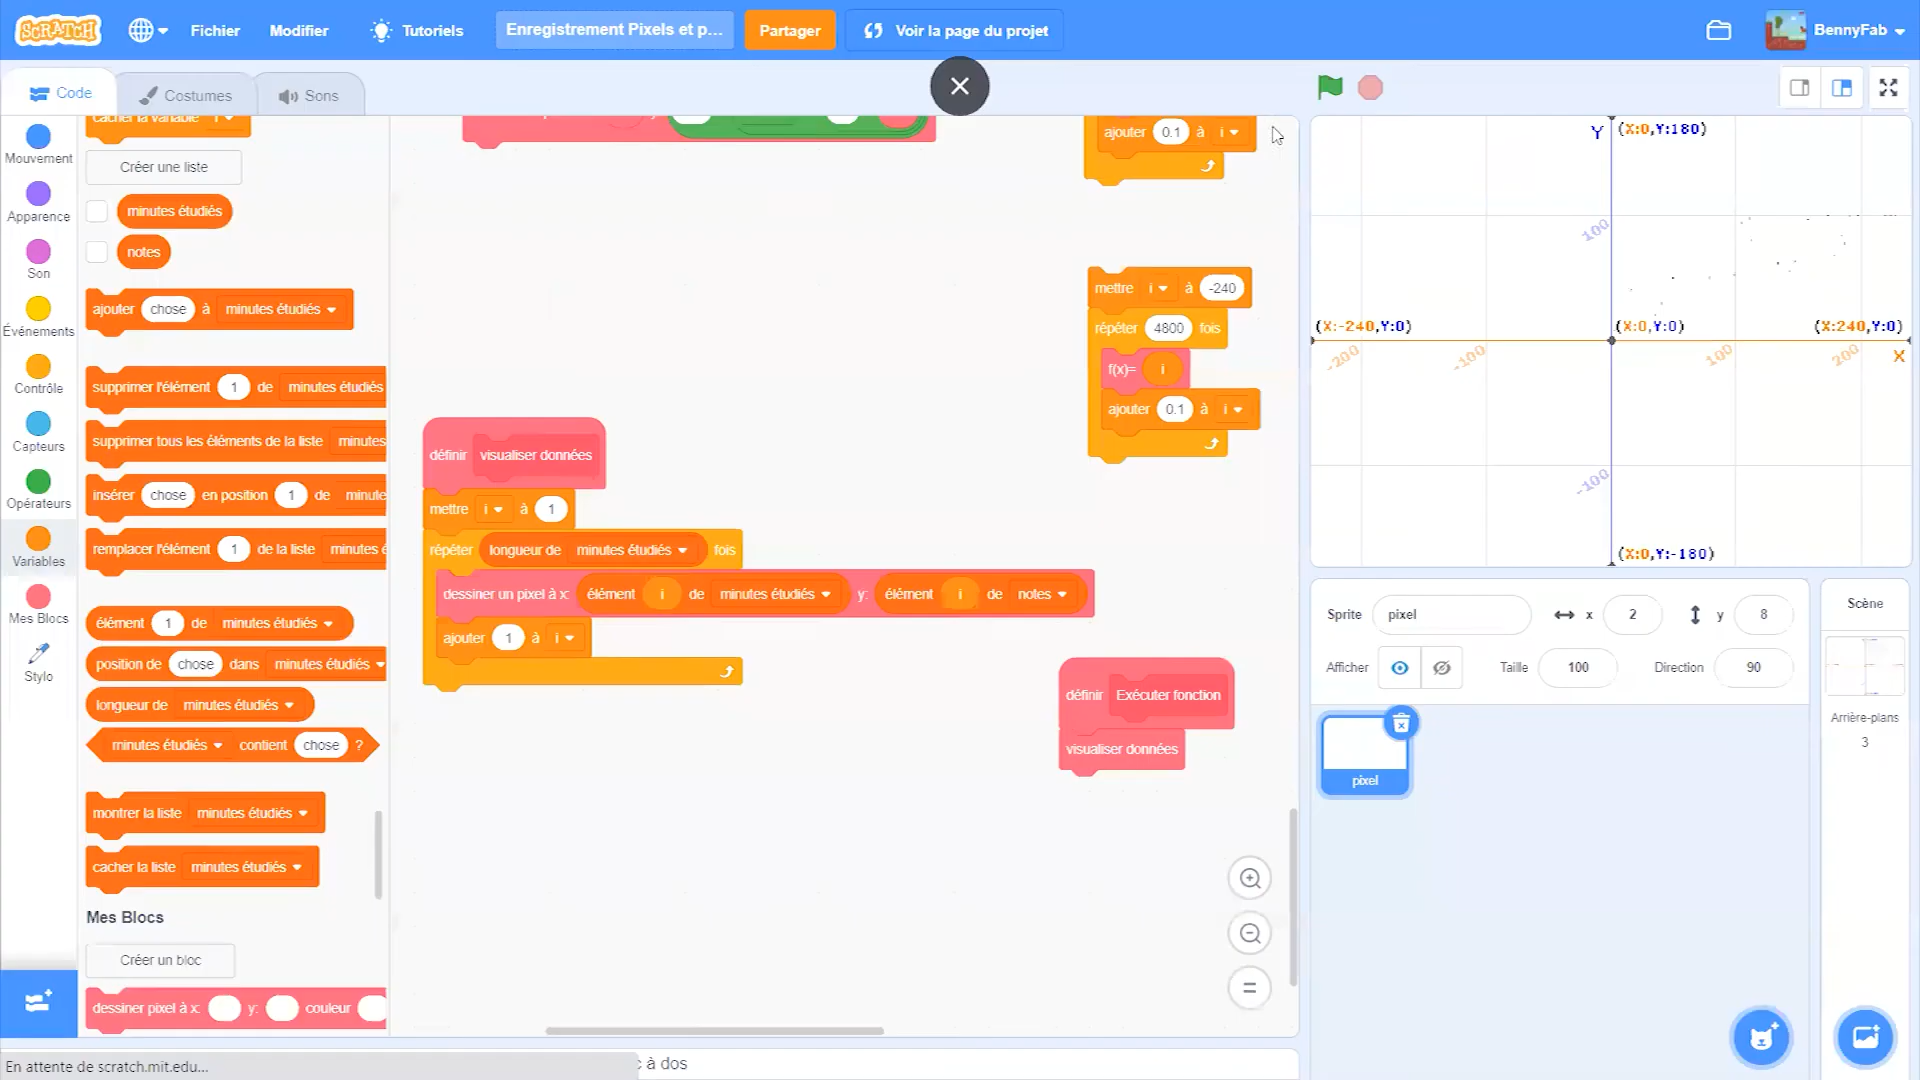 SCRATCH
Fichier
Modifier
Tutoriels
Enregistrement Pixels et p...
Partager
Voir la page du projet
BennyFab
Code
Costumes
Sons
Mouvement
Apparence
Son
Événements
Contrôle
Capteurs
Opérateurs
Variables
Mes Blocs
Stylo
cacher la variable i
Créer une liste
minutes étudiés
notes
ajouter chose à minutes étudiés
supprimer l'élément 1 de minutes étudiés
supprimer tous les éléments de la liste minutes
insérer chose en position 1 de minute
remplacer l'élément 1 de la liste minutes é
élément 1 de minutes étudiés
position de chose dans minutes étudiés
longueur de minutes étudiés
minutes étudiés contient chose ?
montrer la liste minutes étudiés
cacher la liste minutes étudiés
Mes Blocs
Créer un bloc
dessiner pixel à x: y: couleur
définir visualiser données
mettre i à 1
répéter longueur de minutes étudiés fois
dessiner un pixel à x: élément i de minutes étudiés y: élément i de notes
ajouter 1 à i
ajouter 0.1 à i
mettre i à -240
répéter 4800 fois
f(x)= i
ajouter 0.1 à i
définir Exécuter fonction
visualiser données
Y (X:0,Y:180)
100
(X:-240,Y:0) (X:0,Y:0) (X:240,Y:0)
-200 -100 100 200 X
-100
(X:0,Y:-180)
Sprite pixel x 2 y 8
Afficher Taille 100 Direction 90
pixel
Scène
Arrière-plans
3
En attente de scratch.mit.edu...
à dos